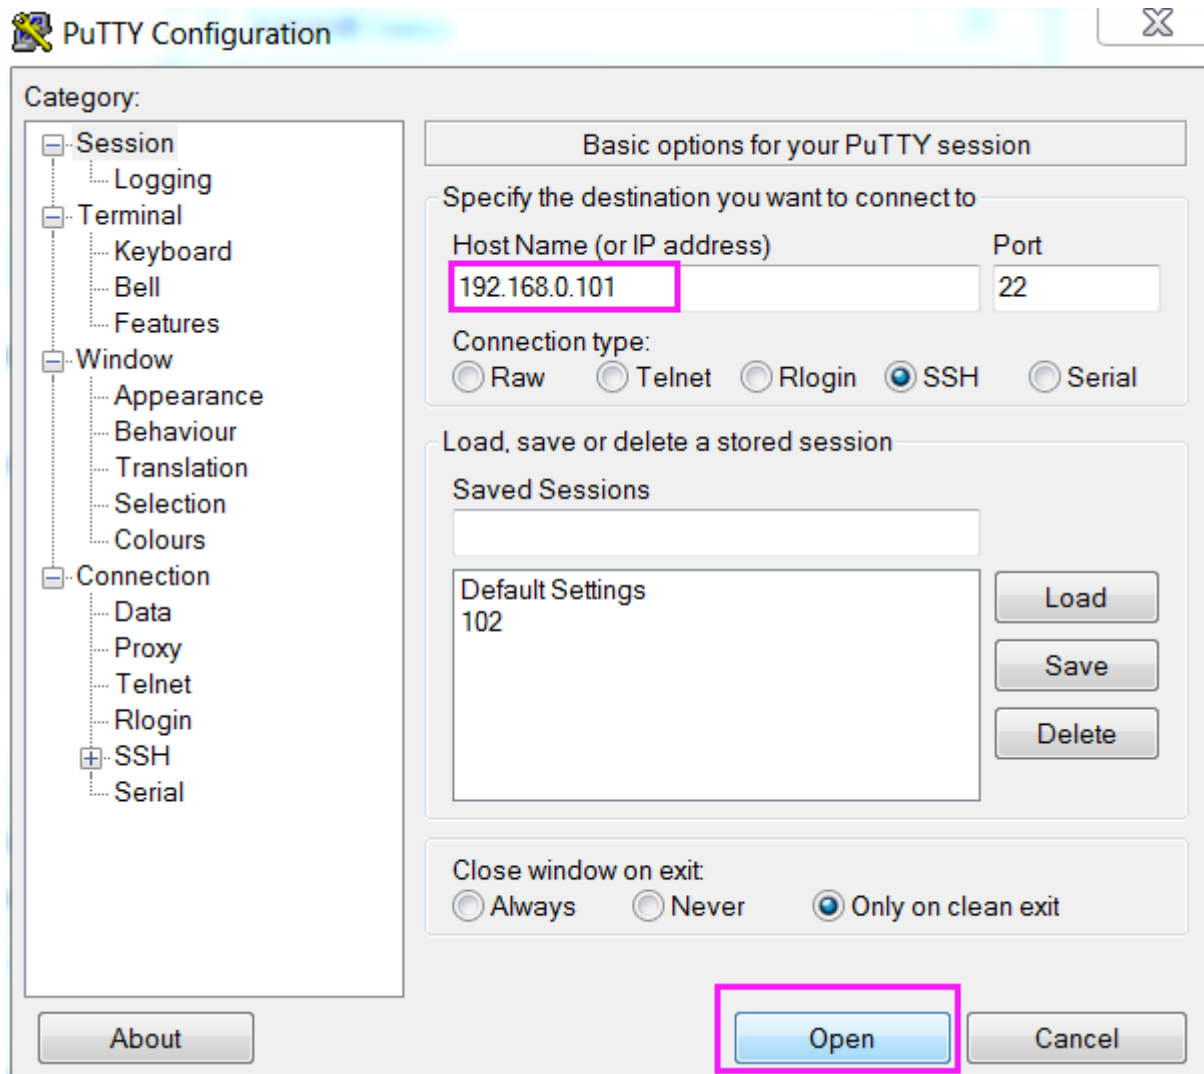 PuTTY Configuration
Category:
Session
Logging
Terminal
Keyboard
Bell
Features
Window
Appearance
Behaviour
Translation
Selection
Colours
Connection
Data
Proxy
Telnet
Rlogin
SSH
Serial
Basic options for your PuTTY session
Specify the destination you want to connect to
Host Name (or IP address) Port
192.168.0.101 22
Connection type:
Raw Telnet Rlogin SSH Serial
Load, save or delete a stored session
Saved Sessions
Default Settings
102
Load
Save
Delete
Close window on exit:
Always Never Only on clean exit
About Open Cancel